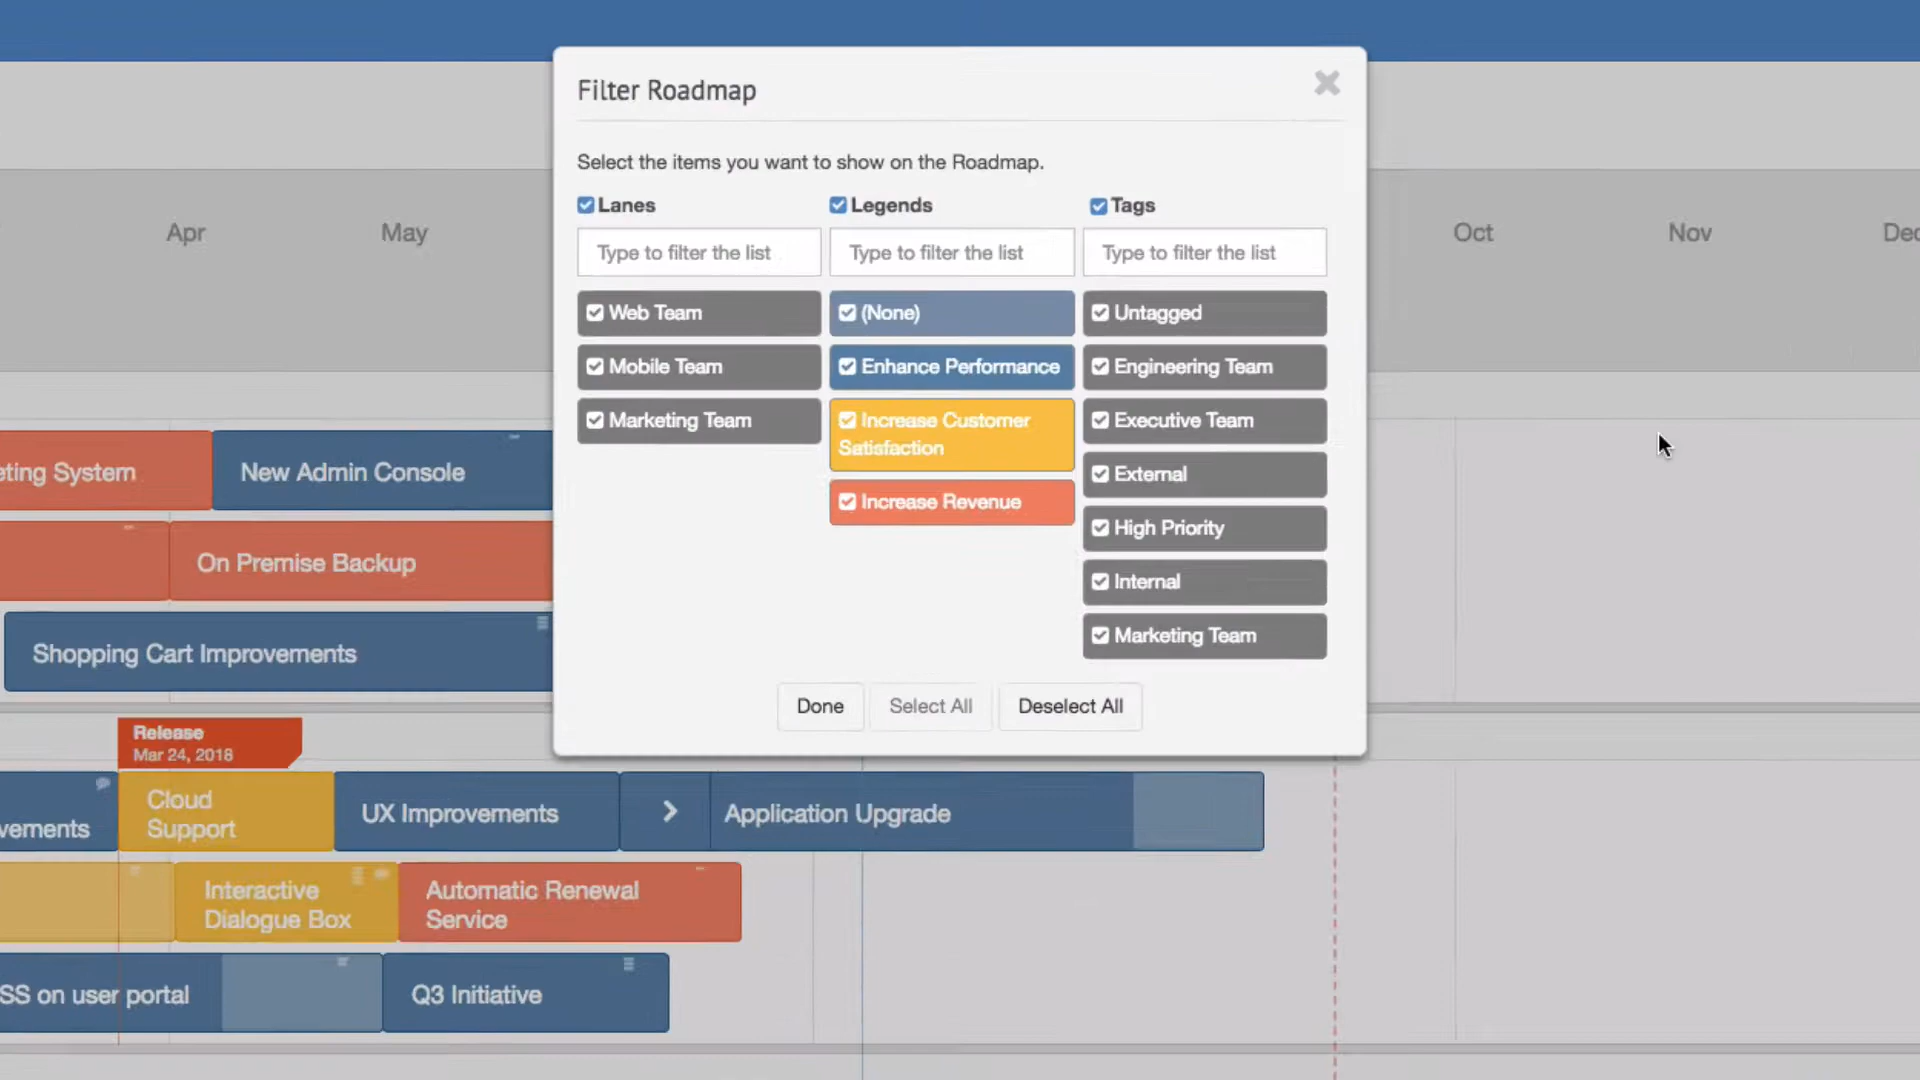 Filter Roadmap
Select the items you want to show on the Roadmap.
Lanes
Legends
Tags
Type to filter the list
Type to filter the list
Type to filter the list
Web Team
(None)
Untagged
Mobile Team
Enhance Performance
Engineering Team
Marketing Team
Increase Customer
Satisfaction
Executive Team
External
Increase Revenue
High Priority
Internal
Marketing Team
Done
Select All
Deselect All
Apr
May
Oct
Nov
Dec
eting System
New Admin Console
On Premise Backup
Shopping Cart Improvements
Release
Mar 24, 2018
vements
Cloud
Support
UX Improvements
Application Upgrade
Interactive
Dialogue Box
Automatic Renewal
Service
SS on user portal
Q3 Initiative